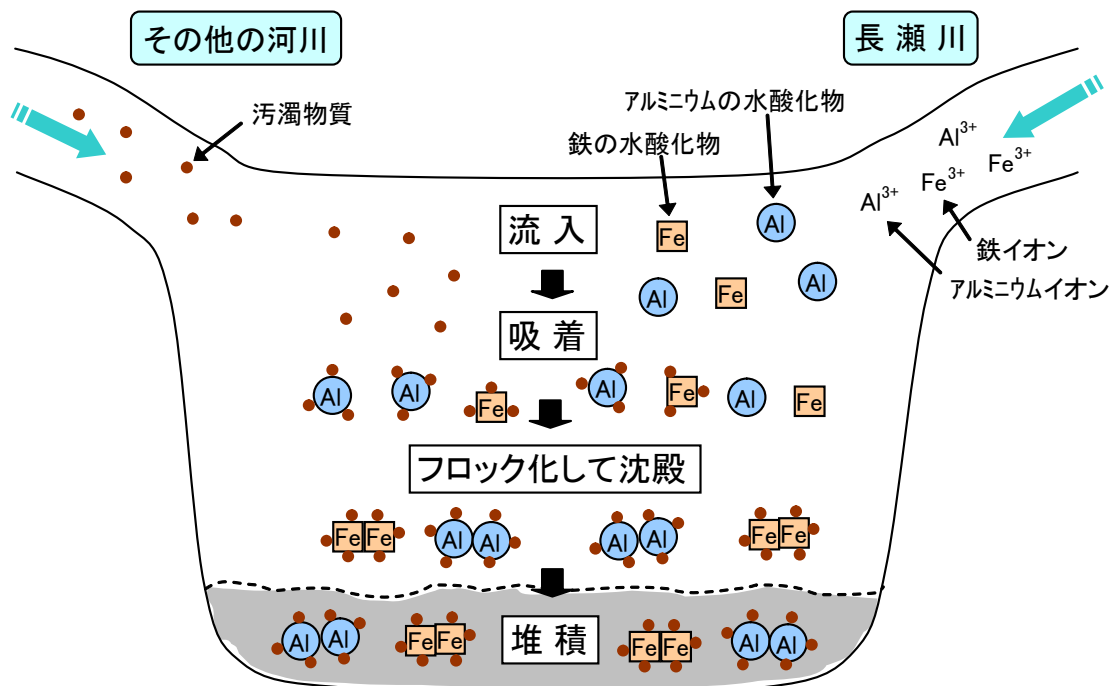 その他の河川
長瀬川
汚濁物質
アルミニウムの水酸化物
鉄の水酸化物
Al³⁺
Fe³⁺
Fe³⁺
Al³⁺
鉄イオン
アルミニウムイオン
流入
Fe
Al
Al
Fe
Al
吸着
Al
Al
Fe
Al
Fe
Al
Fe
フロック化して沈殿
Fe Fe
Al Al
Al Al
Fe Fe
堆積
Al Al
Fe Fe
Fe Fe
Al Al